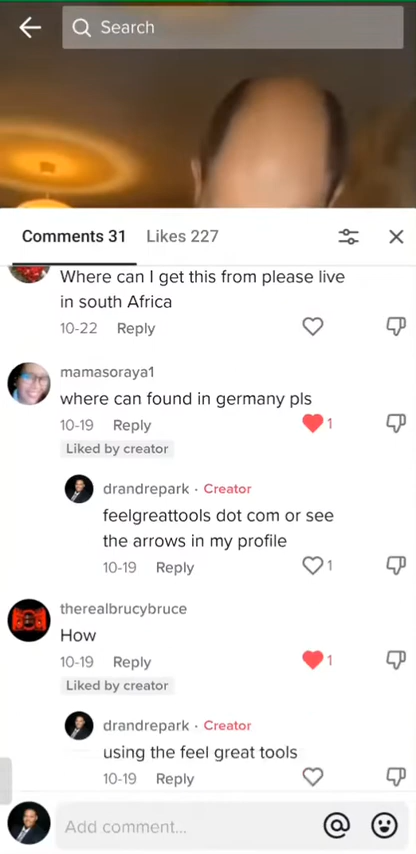 Search
Comments 31 Likes 227
Where can I get this from please live
in south Africa
10-22 Reply
mamasoraya1
where can found in germany pls
10-19 Reply 1
Liked by creator
drandrepark · Creator
feelgreattools dot com or see
the arrows in my profile
10-19 Reply 1
therealbrucybruce
How
10-19 Reply 1
Liked by creator
drandrepark · Creator
using the feel great tools
10-19 Reply
Add comment... @